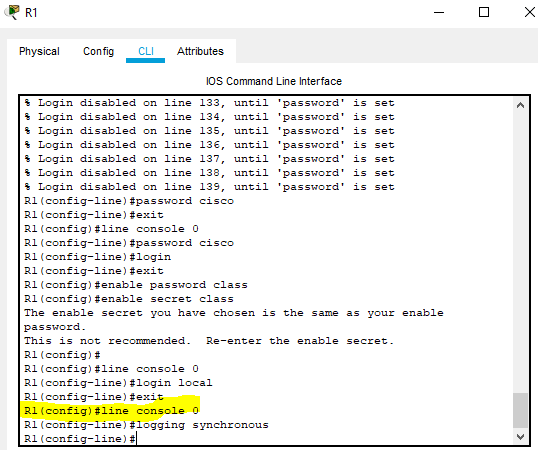 R1
Physical Config CLI Attributes
IOS Command Line Interface
% Login disabled on line 133, until 'password' is set
% Login disabled on line 134, until 'password' is set
% Login disabled on line 135, until 'password' is set
% Login disabled on line 136, until 'password' is set
% Login disabled on line 137, until 'password' is set
% Login disabled on line 138, until 'password' is set
% Login disabled on line 139, until 'password' is set
R1(config-line)#password cisco
R1(config-line)#exit
R1(config)#line console 0
R1(config-line)#password cisco
R1(config-line)#login
R1(config-line)#exit
R1(config)#enable password class
R1(config)#enable secret class
The enable secret you have chosen is the same as your enable
password.
This is not recommended.  Re-enter the enable secret.
R1(config)#
R1(config)#line console 0
R1(config-line)#login local
R1(config-line)#exit
R1(config)#line console 0
R1(config-line)#logging synchronous
R1(config-line)#